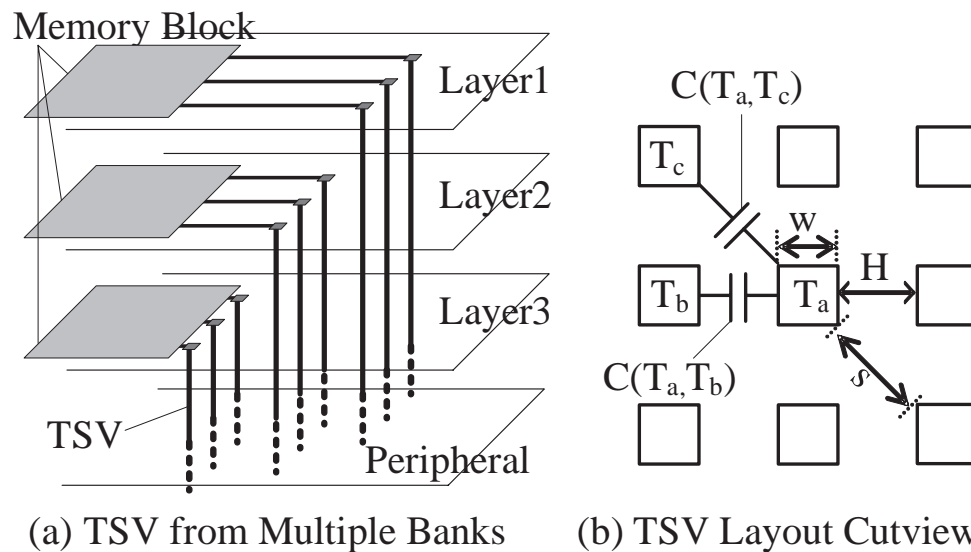 Memory Block
Layer1
Layer2
Layer3
TSV
Peripheral
(a) TSV from Multiple Banks
C(Ta,Tc)
Tc
w
H
Tb
Ta
C(Ta,Tb)
s
(b) TSV Layout Cutview